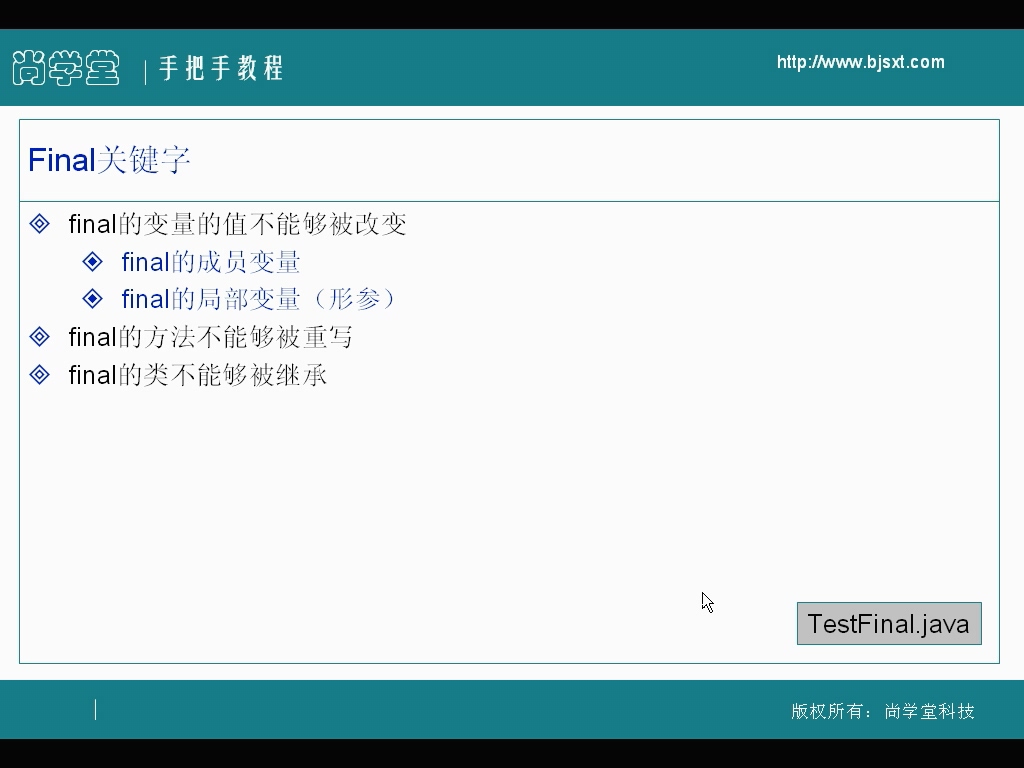 尚学堂 手把手教程
http://www.bjsxt.com
Final关键字
final的变量的值不能够被改变
final的成员变量
final的局部变量（形参）
final的方法不能够被重写
final的类不能够被继承
TestFinal.java
版权所有：尚学堂科技